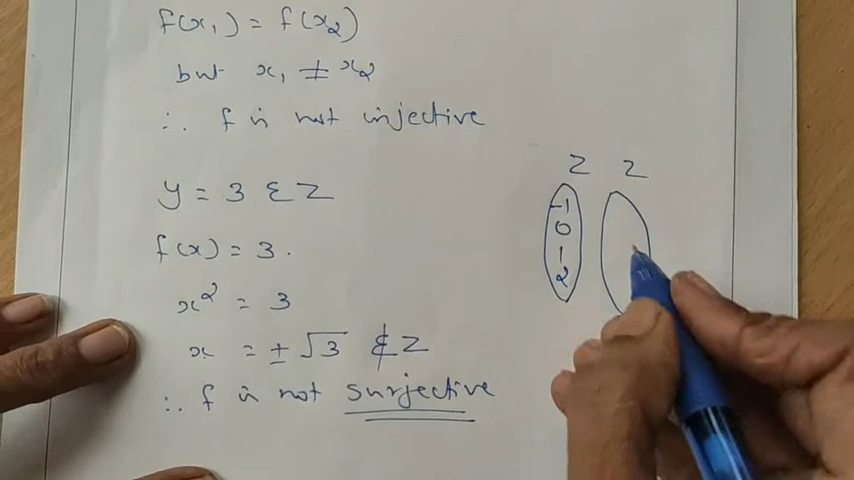 f(x₁) = f(x₂)
but x₁ ≠ x₂
∴ f is not injective
y = 3 ∈ Z
f(x) = 3.
x² = 3
x = ± √3 ∉ Z
∴ f is not surjective
Z Z
-1
0
1
2